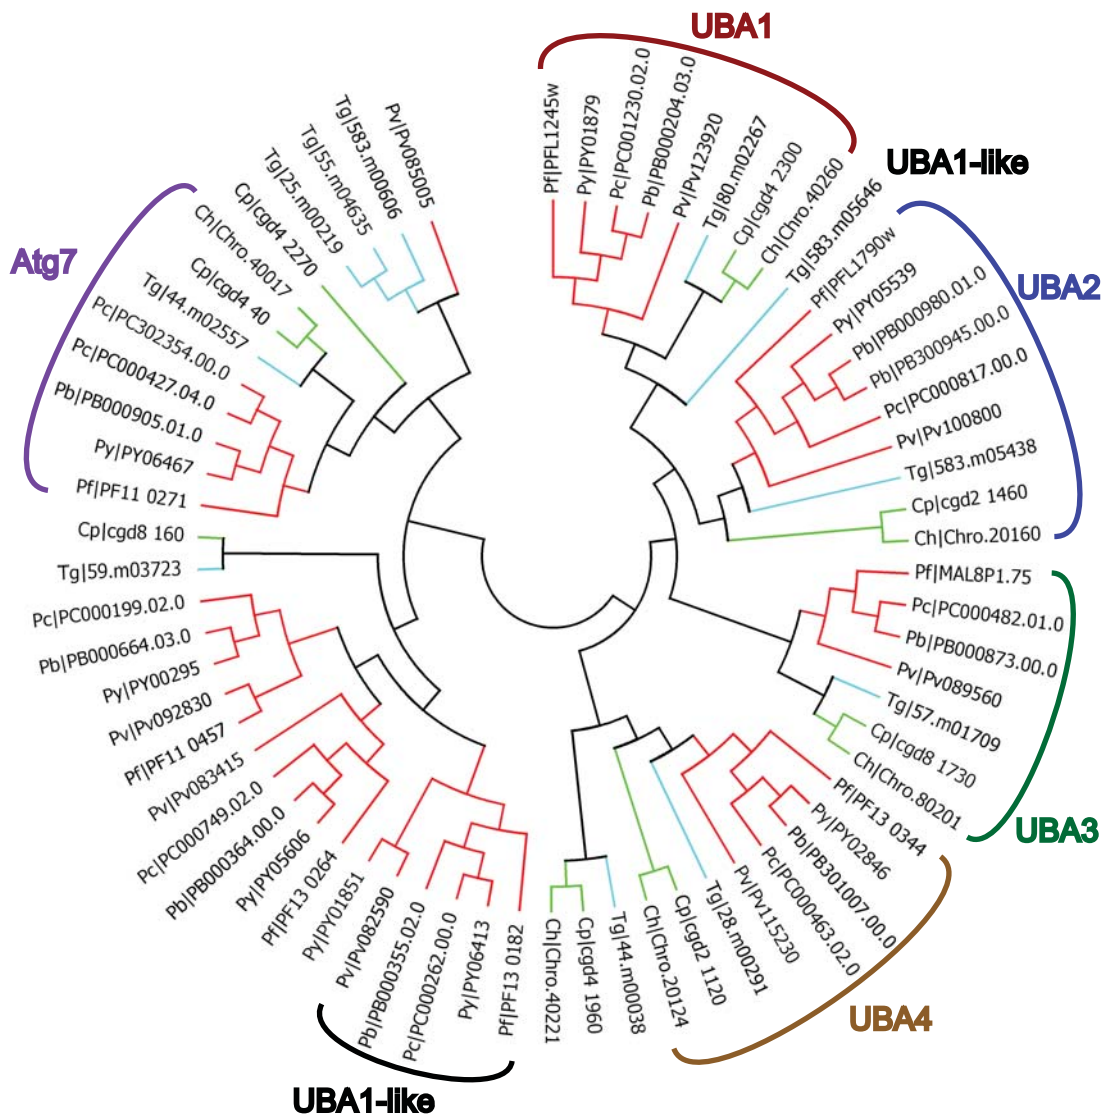 UBA1
Pf|PFL1245w
Py|PY01879
Pc|PC001230.02.0
Pb|PB000204.03.0
Pv|Pv123920
Tg|80.m02267
Cp|cgd4 2300
Ch|Chro.40260
UBA1-like
Tg|583.m05646
UBA2
Pf|PFL1790w
Py|PY05539
Pb|PB000980.01.0
Pb|PB300945.00.0
Pc|PC000817.00.0
Pv|Pv100800
Tg|583.m05438
Cp|cgd2 1460
Ch|Chro.20160
Pf|MAL8P1.75
Pc|PC000482.01.0
Pb|PB000873.00.0
Pv|Pv089560
Tg|57.m01709
Cp|cgd8 1730
Ch|Chro.80201
UBA3
Pf|PF13 0344
Py|PY02846
Pb|PB301007.00.0
Pc|PC000463.02.0
Pv|Pv115230
Tg|28.m00291
Cp|cgd2 1120
Ch|Chro.20124
UBA4
Tg|44.m00038
Cp|cgd4 1960
Ch|Chro.40221
Pf|PF13 0182
Py|PY06413
Pc|PC000262.00.0
Pb|PB000355.02.0
Pv|Pv082590
Py|PY01851
UBA1-like
Pf|PF13 0264
Py|PY05606
Pb|PB000364.00.0
Pc|PC000749.02.0
Pv|Pv083415
Pf|PF11 0457
Pv|Pv092830
Py|PY00295
Pb|PB000664.03.0
Pc|PC000199.02.0
Tg|59.m03723
Cp|cgd8 160
Pf|PF11 0271
Py|PY06467
Pb|PB000905.01.0
Pc|PC000427.04.0
Pc|PC302354.00.0
Tg|44.m02557
Cp|cgd4 40
Ch|Chro.40017
Atg7
Cp|cgd4 2270
Tg|25.m00219
Tg|55.m04635
Tg|583.m00606
Pv|Pv085005